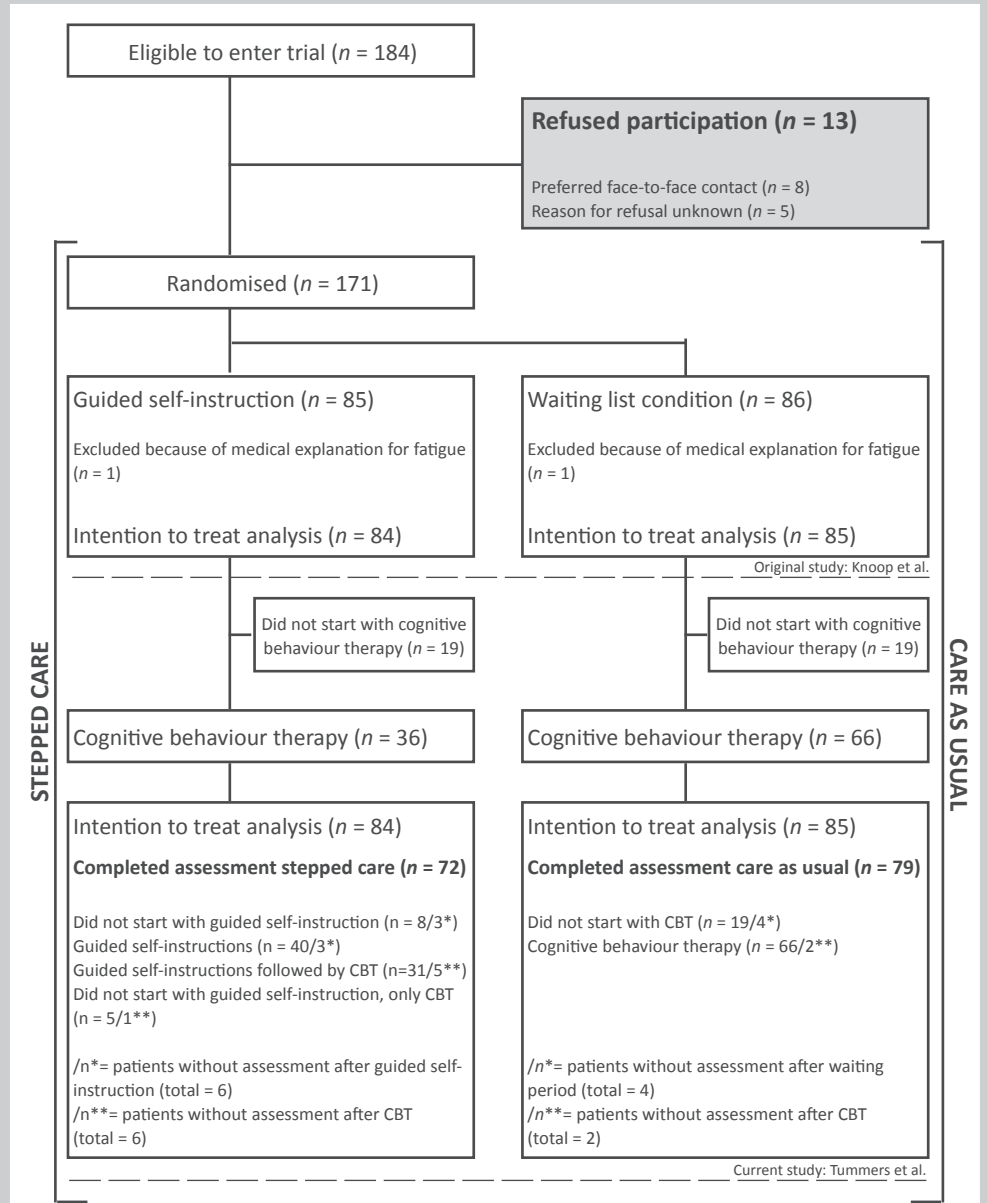 Eligible to enter trial (n = 184)
Refused participation (n = 13)
Preferred face-to-face contact (n = 8)
Reason for refusal unknown (n = 5)
Randomised (n = 171)
Guided self-instruction (n = 85)
Excluded because of medical explanation for fatigue
(n = 1)
Intention to treat analysis (n = 84)
Waiting list condition (n = 86)
Excluded because of medical explanation for fatigue
(n = 1)
Intention to treat analysis (n = 85)
Original study: Knoop et al.
Did not start with cognitive
behaviour therapy (n = 19)
Did not start with cognitive
behaviour therapy (n = 19)
STEPPED CARE
CARE AS USUAL
Cognitive behaviour therapy (n = 36)
Cognitive behaviour therapy (n = 66)
Intention to treat analysis (n = 84)
Completed assessment stepped care (n = 72)
Did not start with guided self-instruction (n = 8/3*)
Guided self-instructions (n = 40/3*)
Guided self-instructions followed by CBT (n=31/5**)
Did not start with guided self-instruction, only CBT
(n = 5/1**)
/n*= patients without assessment after guided self-
instruction (total = 6)
/n**= patients without assessment after CBT
(total = 6)
Intention to treat analysis (n = 85)
Completed assessment care as usual (n = 79)
Did not start with CBT (n = 19/4*)
Cognitive behaviour therapy (n = 66/2**)
/n*= patients without assessment after waiting
period (total = 4)
/n**= patients without assessment after CBT
(total = 2)
Current study: Tummers et al.